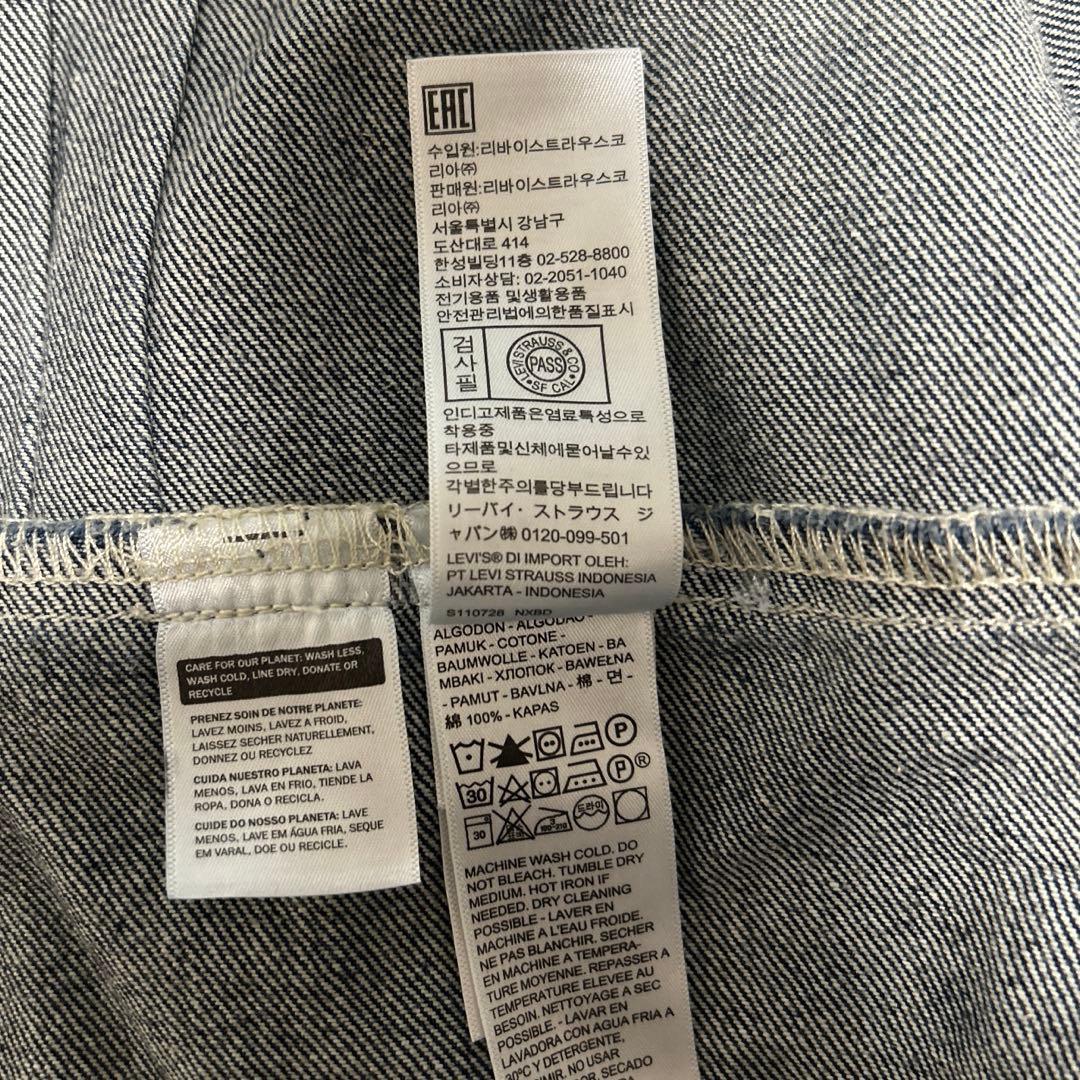 EAC
수입원:리바이스트라우스코
리아㈜
판매원:리바이스트라우스코
리아㈜
서울특별시 강남구
도산대로 414
한성빌딩11층 02-528-8800
소비자상담: 02-2051-1040
전기용품 및생활용품
안전관리법에의한품질표시
검사필
LEVI STRAUSS & CO.
PASS
SF CAL
인디고제품은염료특성으로
착용중
타제품및신체에묻어날수있
으므로
각별한주의를당부드립니다
リーバイ・ストラウス ジ
ャパン㈱ 0120-099-501
LEVI'S® DI IMPORT OLEH:
PT LEVI STRAUSS INDONESIA
JAKARTA - INDONESIA
S110728 NXBD
ALGODON - ALGODÃO -
PAMUK - COTONE -
BAUMWOLLE - KATOEN - BA
MBAKI - ХЛОПОК - BAWEŁNA
- PAMUT - BAVLNA - 棉 - 면 -
綿 100% - KAPAS
P
30 P®
30 표백 3 180-210 드라이
MACHINE WASH COLD. DO
NOT BLEACH. TUMBLE DRY
MEDIUM. HOT IRON IF
NEEDED. DRY CLEANING
POSSIBLE - LAVER EN
MACHINE A L'EAU FROIDE.
NE PAS BLANCHIR. SECHER
EN MACHINE A TEMPERA-
TURE MOYENNE. REPASSER A
TEMPERATURE ELEVEE AU
BESOIN. NETTOYAGE A SEC
POSSIBLE. - LAVAR EN
LAVADORA CON AGUA FRIA A
30ºC Y DETERGENTE,
NO USAR
SECADO
CARE FOR OUR PLANET: WASH LESS,
WASH COLD, LINE DRY, DONATE OR
RECYCLE
PRENEZ SOIN DE NOTRE PLANETE:
LAVEZ MOINS, LAVEZ A FROID,
LAISSEZ SECHER NATURELLEMENT,
DONNEZ OU RECYCLEZ
CUIDA NUESTRO PLANETA: LAVA
MENOS, LAVA EN FRIO, TIENDE LA
ROPA, DONA O RECICLA.
CUIDE DO NOSSO PLANETA: LAVE
MENOS, LAVE EM ÁGUA FRIA, SEQUE
EM VARAL, DOE OU RECICLE.